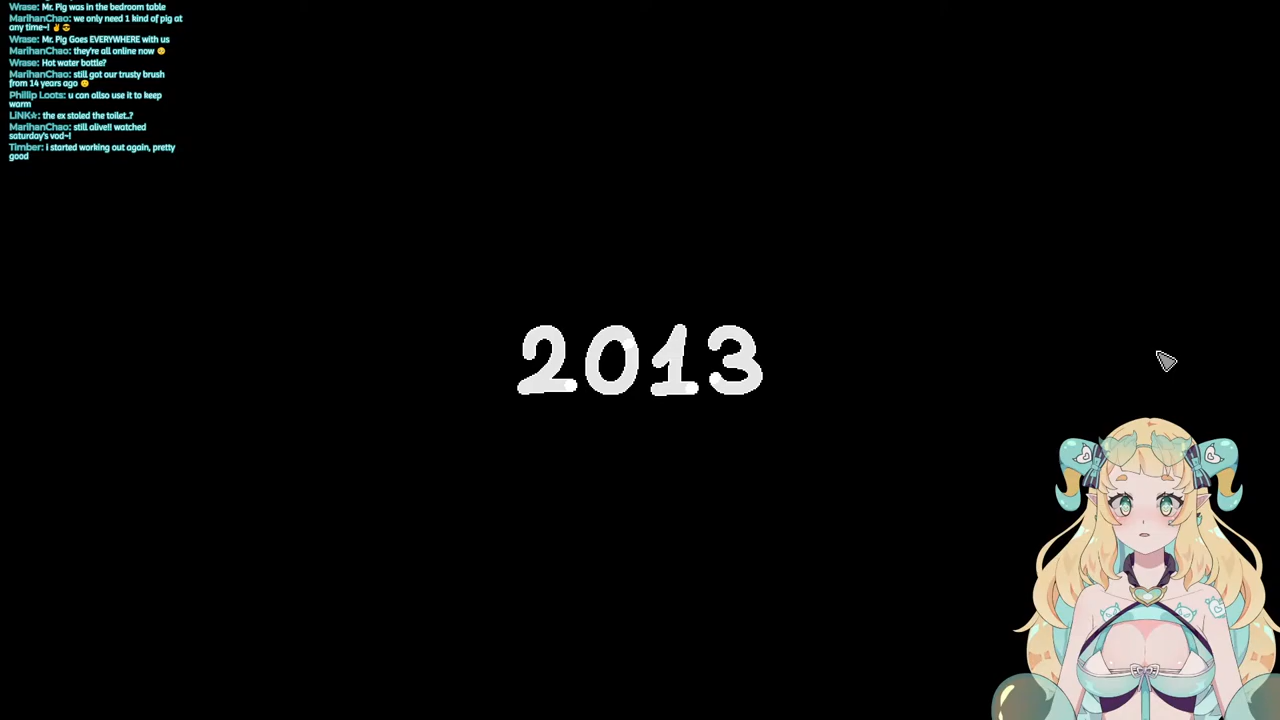 Wrase: Mr. Pig was in the bedroom table
MarihanChao: we only need 1 kind of pig at
any time~! ✌️😎
Wrase: Mr. Pig Goes EVERYWHERE with us
MarihanChao: they're all online now 🥺
Wrase: Hot water bottle?
MarihanChao: still got our trusty brush
from 14 years ago 🙂
Phillip Loots: u can allso use it to keep
warm
LiNK☆: the ex stoled the toilet..?
MarihanChao: still alive!! watched
saturday's vod~!
Timber: i started working out again, pretty
good
2013